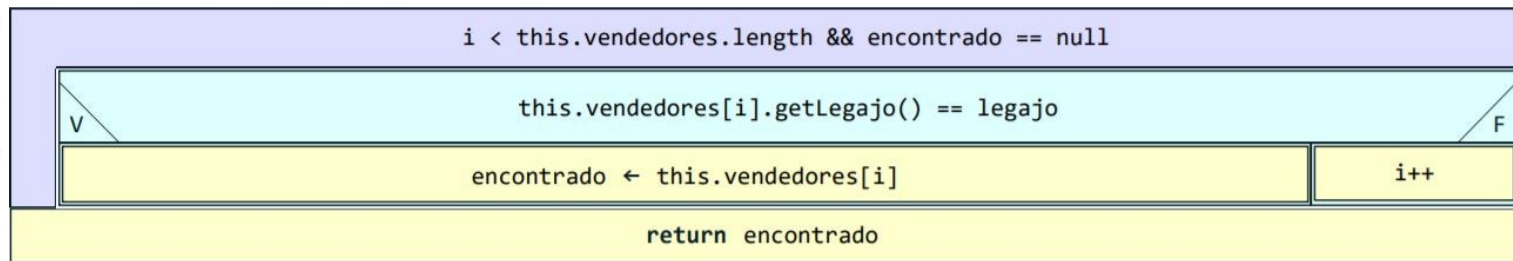 i < this.vendedores.length && encontrado == null
V
this.vendedores[i].getLegajo() == legajo
F
encontrado ← this.vendedores[i]
i++
return encontrado